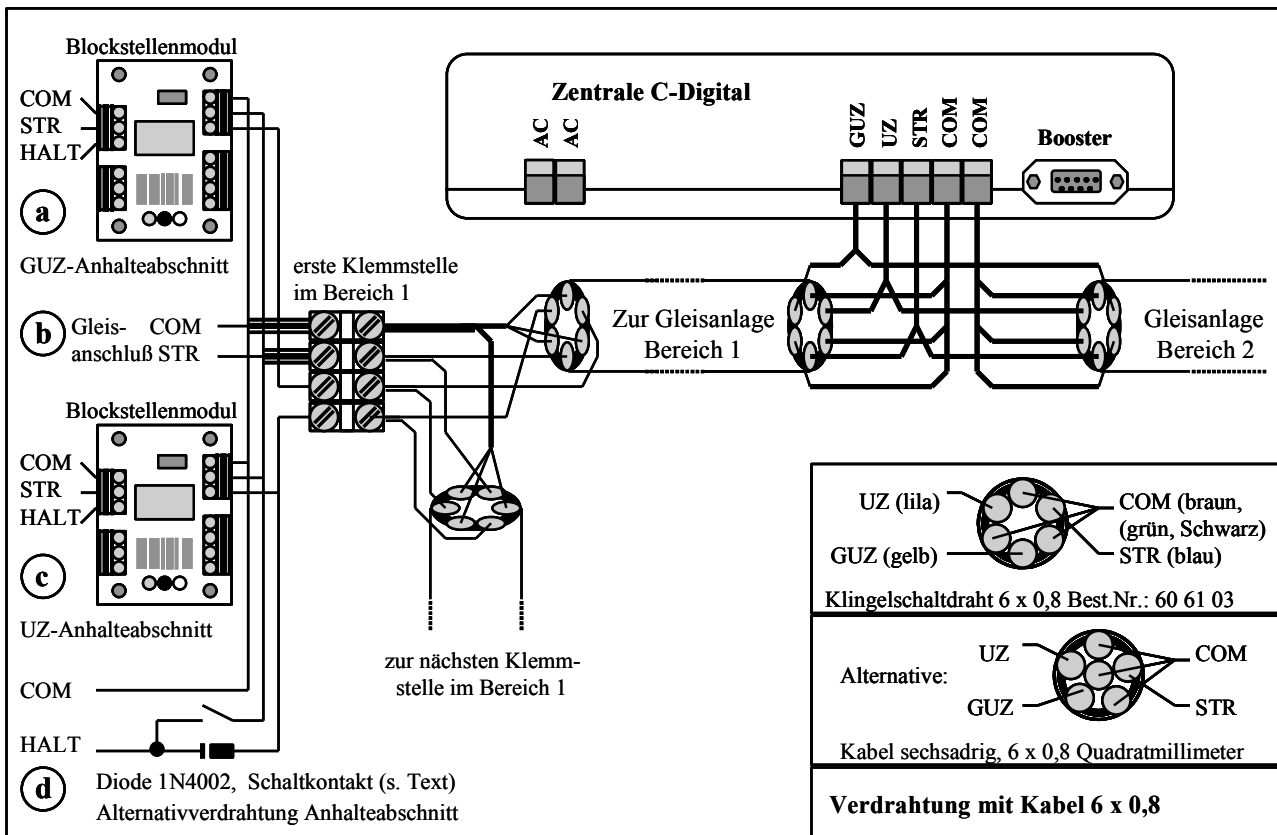 Blockstellenmodul
COM
STR
HALT
a
GUZ-Anhalteabschnitt
Zentrale C-Digital
AC
AC
GUZ
UZ
STR
COM
COM
Booster
erste Klemmstelle
im Bereich 1
b
Gleis- COM
anschluß STR
Zur Gleisanlage
Bereich 1
Gleisanlage
Bereich 2
Blockstellenmodul
COM
STR
HALT
c
UZ-Anhalteabschnitt
zur nächsten Klemm-
stelle im Bereich 1
COM
HALT
d
Diode 1N4002, Schaltkontakt (s. Text)
Alternativverdrahtung Anhalteabschnitt
UZ (lila)
COM (braun,
(grün, Schwarz)
GUZ (gelb)
STR (blau)
Klingelschaltdraht 6 x 0,8 Best.Nr.: 60 61 03
UZ
COM
Alternative:
GUZ
STR
Kabel sechsadrig, 6 x 0,8 Quadratmillimeter
Verdrahtung mit Kabel 6 x 0,8